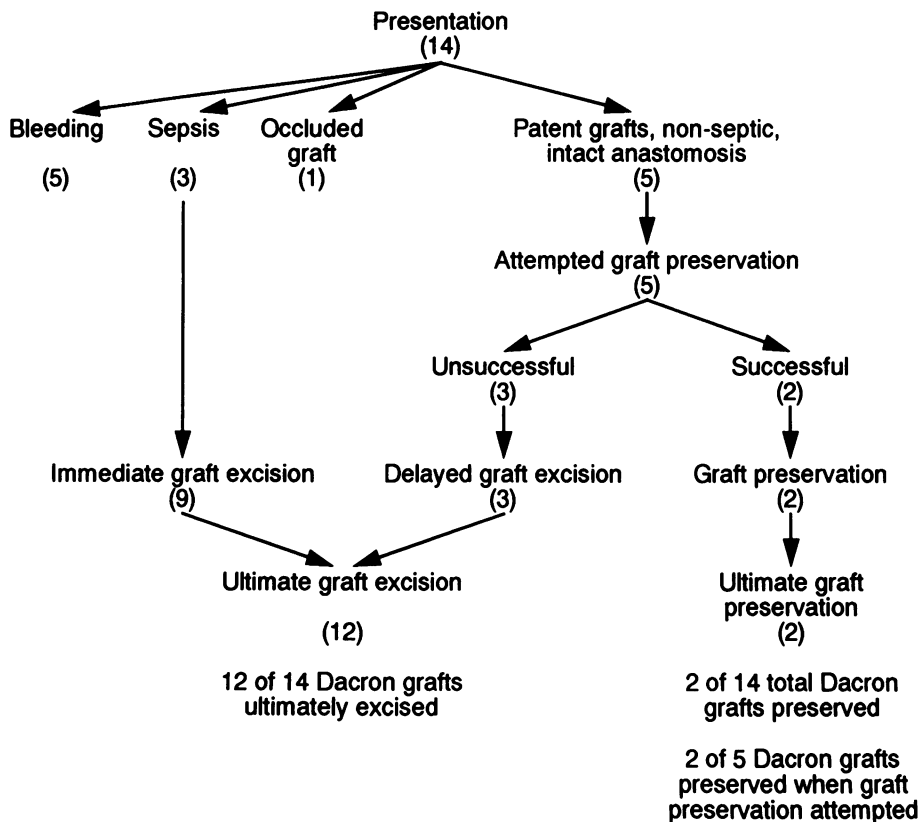 Presentation
(14)
Bleeding
(5)
Sepsis
(3)
Occluded
graft
(1)
Patent grafts, non-septic,
intact anastomosis
(5)
Attempted graft preservation
(5)
Unsuccessful
(3)
Successful
(2)
Immediate graft excision
(9)
Delayed graft excision
(3)
Graft preservation
(2)
Ultimate graft excision
(12)
12 of 14 Dacron grafts
ultimately excised
Ultimate graft
preservation
(2)
2 of 14 total Dacron
grafts preserved
2 of 5 Dacron grafts
preserved when graft
preservation attempted